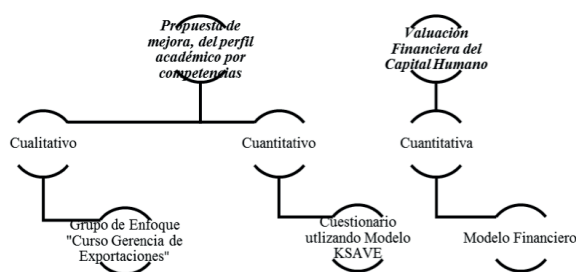 Propuesta de
mejora, del perfil
académico por
competencias
Valuación
Financiera del
Capital Humano
Cualitativo
Cuantitativo
Cuantitativa
Grupo de Enfoque
"Curso Gerencia de
Exportaciones"
Cuestionario
utlizando Modelo
KSAVE
Modelo Financiero